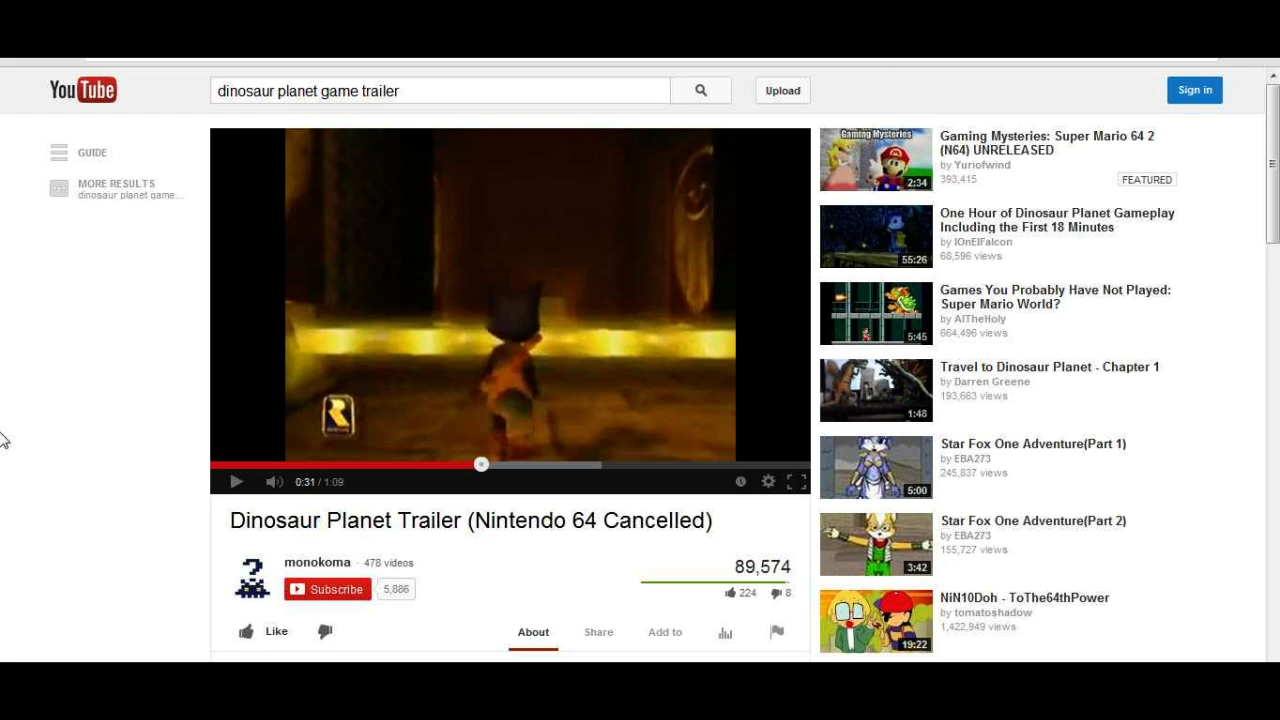 YouTube
dinosaur planet game trailer
Upload
Sign in
GUIDE
MORE RESULTS
dinosaur planet game...
0:31 / 1:09
Dinosaur Planet Trailer (Nintendo 64 Cancelled)
monokoma · 478 videos
Subscribe 5,886
89,574
224 8
Like
About Share Add to
Gaming Mysteries
2:34
Gaming Mysteries: Super Mario 64 2
(N64) UNRELEASED
by Yuriofwind
393,415
FEATURED
55:26
One Hour of Dinosaur Planet Gameplay
Including the First 18 Minutes
by IOnEIFalcon
68,596 views
5:45
Games You Probably Have Not Played:
Super Mario World?
by AITheHoly
664,496 views
1:48
Travel to Dinosaur Planet - Chapter 1
by Darren Greene
193,663 views
5:00
Star Fox One Adventure(Part 1)
by EBA273
245,837 views
3:42
Star Fox One Adventure(Part 2)
by EBA273
155,727 views
19:22
NiN10Doh - ToThe64thPower
by tomatoshadow
1,422,949 views